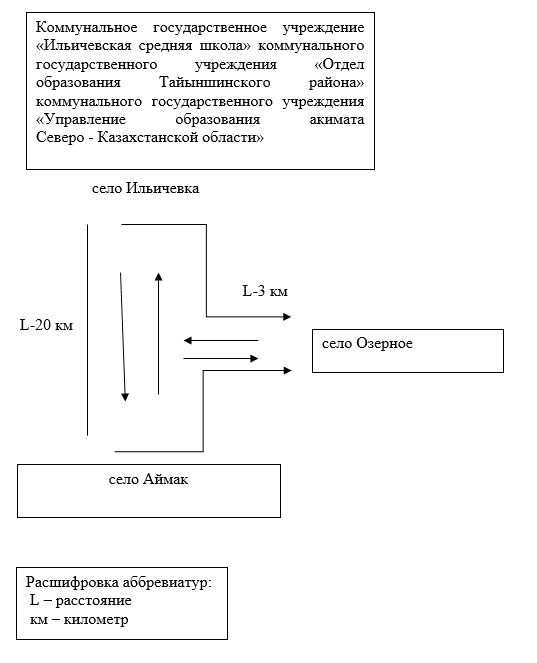 Коммунальное государственное учреждение
«Ильичевская средняя школа» коммунального
государственного учреждения «Отдел
образования Тайыншинского района»
коммунального государственного учреждения
«Управление образования акимата
Северо - Казахстанской области»
село Ильичевка
L-3 км
L-20 км
село Озерное
село Аймак
Расшифровка аббревиатур:
L – расстояние
км – километр